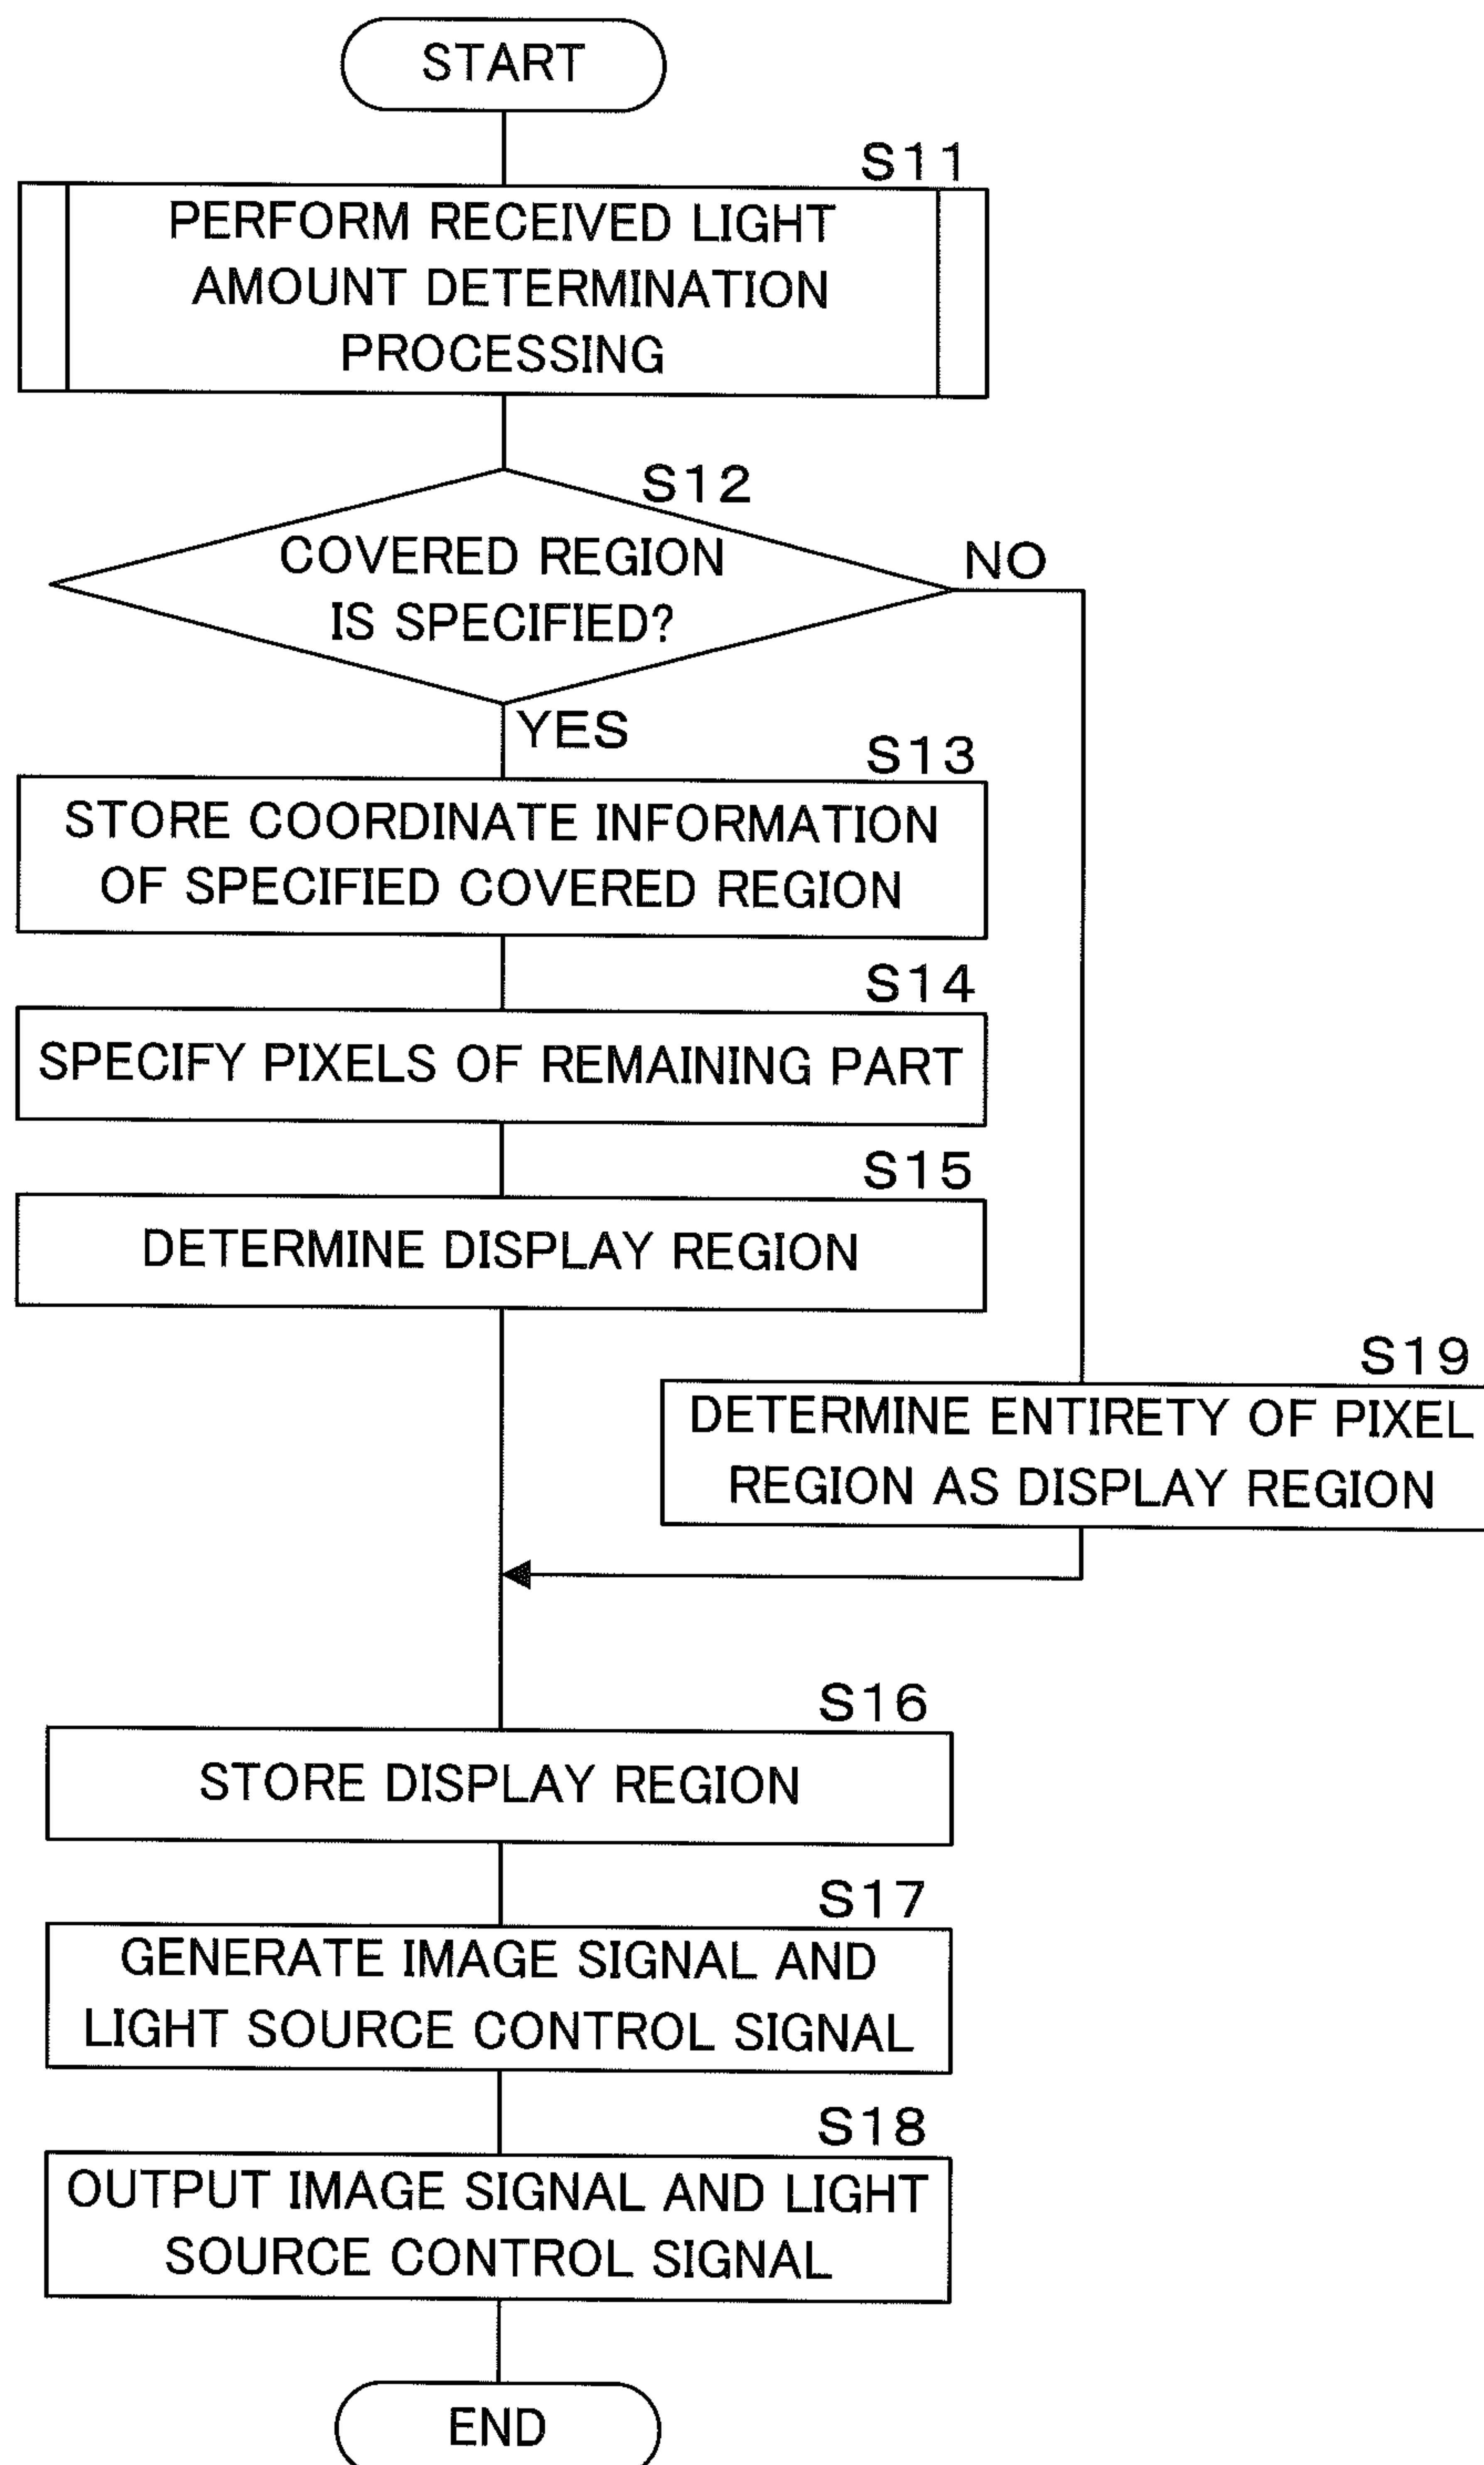 START
S11
PERFORM RECEIVED LIGHT
AMOUNT DETERMINATION
PROCESSING
S12
COVERED REGION
IS SPECIFIED?
NO
YES
S13
STORE COORDINATE INFORMATION
OF SPECIFIED COVERED REGION
S14
SPECIFY PIXELS OF REMAINING PART
S15
DETERMINE DISPLAY REGION
S19
DETERMINE ENTIRETY OF PIXEL
REGION AS DISPLAY REGION
S16
STORE DISPLAY REGION
S17
GENERATE IMAGE SIGNAL AND
LIGHT SOURCE CONTROL SIGNAL
S18
OUTPUT IMAGE SIGNAL AND LIGHT
SOURCE CONTROL SIGNAL
END